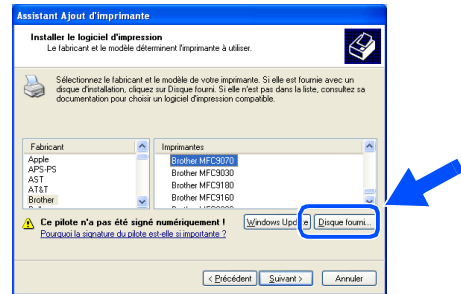 Assistant Ajout d'imprimante
Installer le logiciel d'impression
Le fabricant et le modèle déterminent l'imprimante à utiliser.
Sélectionnez le fabricant et le modèle de votre imprimante. Si elle est fournie avec un
disque d'installation, cliquez sur Disque fourni. Si elle n'est pas dans la liste, consultez sa
documentation pour choisir un logiciel d'impression compatible.
Fabricant
Apple
APS-PS
AST
AT&T
Brother
Imprimantes
Brother MFC9070
Brother MFC9030
Brother MFC9180
Brother MFC9160
Ce pilote n'a pas été signé numériquement !
Pourquoi la signature du pilote est-elle si importante ?
Windows Update
Disque fourni...
< Précédent
Suivant >
Annuler